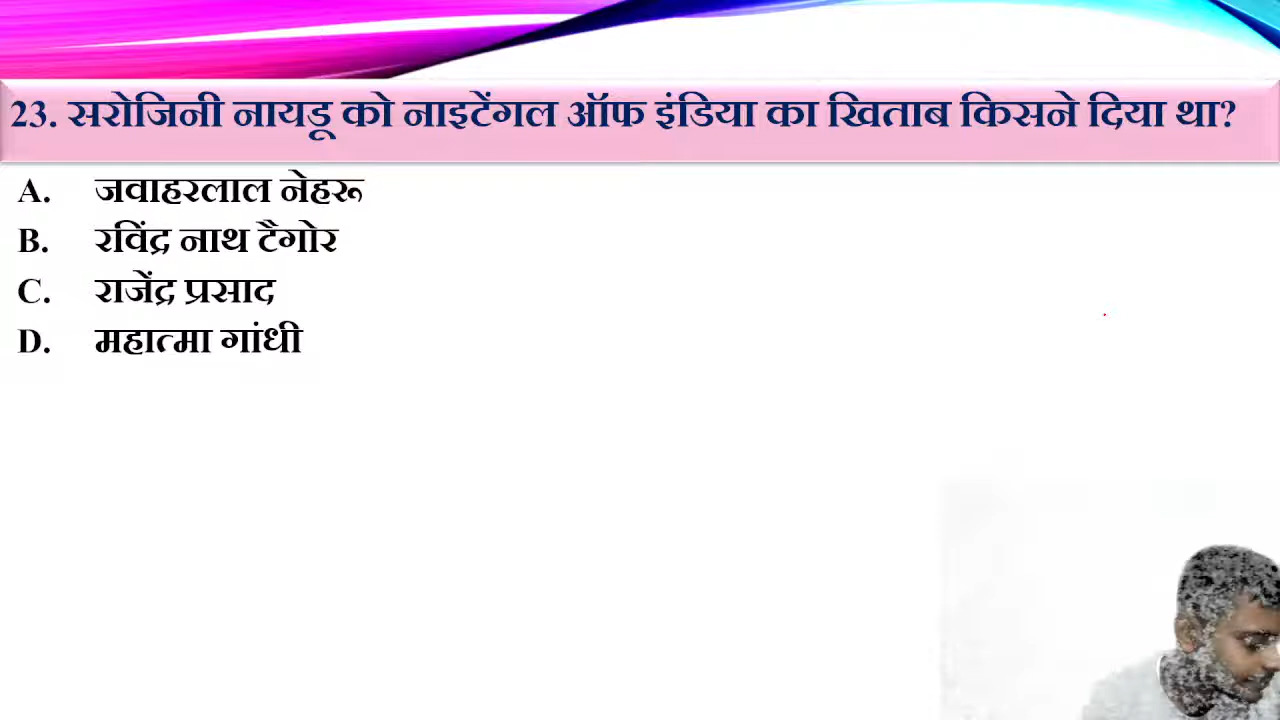 23. सरोजिनी नायडू को नाइटेंगल ऑफ इंडिया का खिताब किसने दिया था?
A. जवाहरलाल नेहरू
B. रविंद्र नाथ टैगोर
C. राजेंद्र प्रसाद
D. महात्मा गांधी